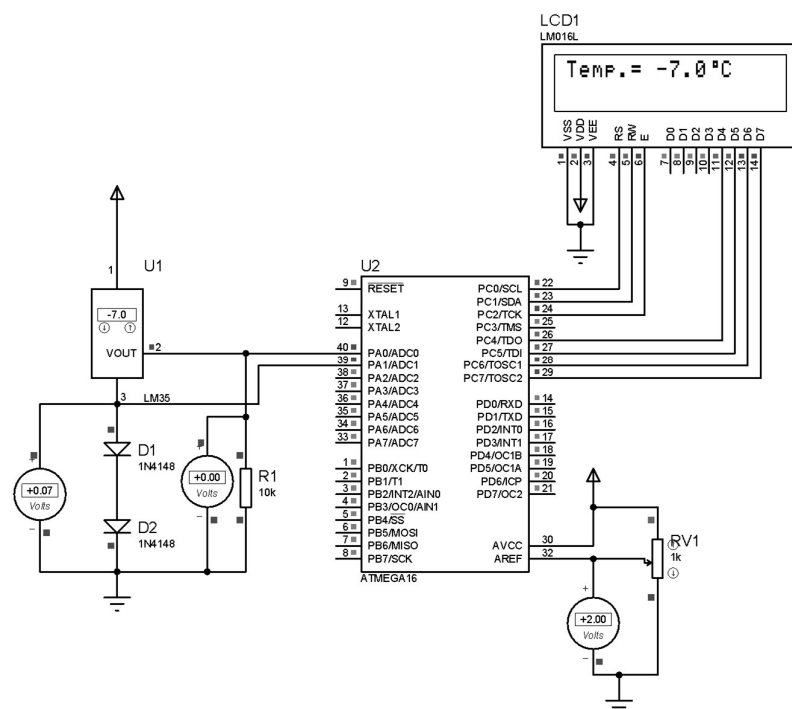 LCD1
LM016L
Temp.= -7.0°C
VSS
VDD
VEE
RS
RW
E
D0
D1
D2
D3
D4
D5
D6
D7
1
2
3
4
5
6
7
8
9
10
11
12
13
14
U1
1
-7.0
VOUT
2
3
LM35
U2
9
RESET
13
XTAL1
12
XTAL2
40
PA0/ADC0
39
PA1/ADC1
38
PA2/ADC2
37
PA3/ADC3
36
PA4/ADC4
35
PA5/ADC5
34
PA6/ADC6
33
PA7/ADC7
1
PB0/XCK/T0
2
PB1/T1
3
PB2/INT2/AIN0
4
PB3/OC0/AIN1
5
PB4/SS
6
PB5/MOSI
7
PB6/MISO
8
PB7/SCK
PC0/SCL
22
PC1/SDA
23
PC2/TCK
24
PC3/TMS
25
PC4/TDO
26
PC5/TDI
27
PC6/TOSC1
28
PC7/TOSC2
29
PD0/RXD
14
PD1/TXD
15
PD2/INT0
16
PD3/INT1
17
PD4/OC1B
18
PD5/OC1A
19
PD6/ICP
20
PD7/OC2
21
AVCC
30
AREF
32
ATMEGA16
D1
1N4148
D2
1N4148
+
+0.07
Volts
–
+
+0.00
Volts
–
R1
10k
RV1
1k
+
+2.00
Volts
–